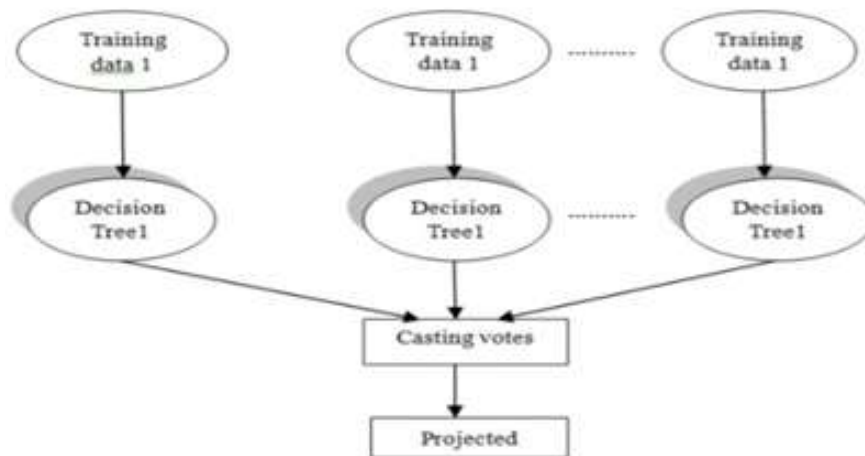 Training
data 1
Training
data 1
Training
data 1
Decision
Tree1
Decision
Tree1
Decision
Tree1
Casting votes
Projected